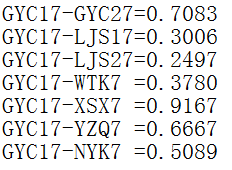 GYC17-GYC27=0.7083
GYC17-LJS17=0.3006
GYC17-LJS27=0.2497
GYC17-WTK7 =0.3780
GYC17-XSX7 =0.9167
GYC17-YZQ7 =0.6667
GYC17-NYK7 =0.5089